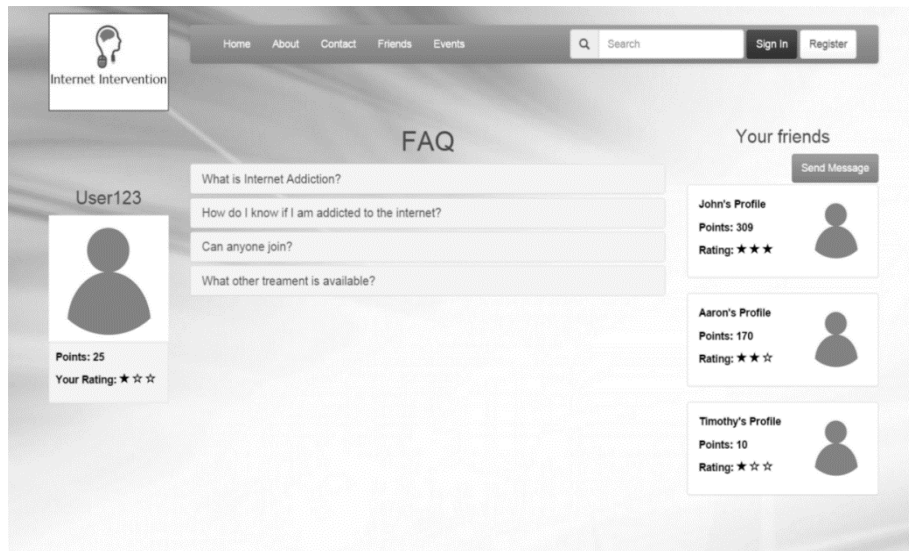 Internet Intervention
Home About Contact Friends Events Search Sign In Register
FAQ
What is Internet Addiction?
How do I know if I am addicted to the internet?
Can anyone join?
What other treament is available?
User123
Points: 25
Your Rating: ★ ☆ ☆
Your friends
Send Message
John's Profile
Points: 309
Rating: ★ ★ ★
Aaron's Profile
Points: 170
Rating: ★ ★ ☆
Timothy's Profile
Points: 10
Rating: ★ ☆ ☆